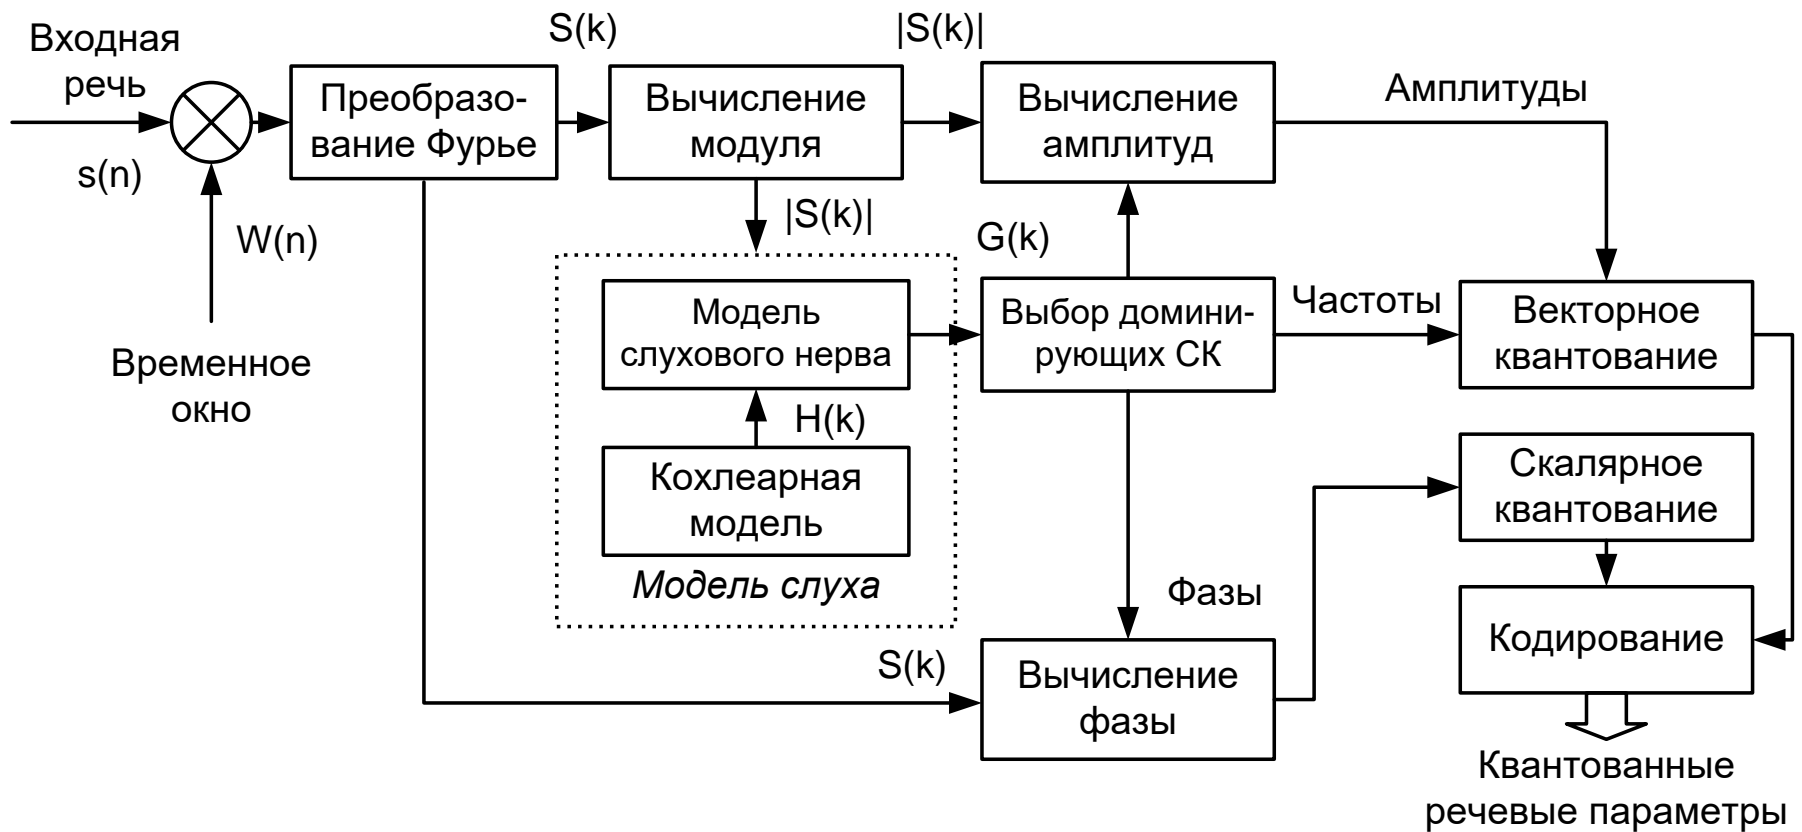 Входная
речь
s(n)
W(n)
Временное
окно
Преобразо-
вание Фурье
S(k)
Вычисление
модуля
|S(k)|
|S(k)|
Вычисление
амплитуд
Амплитуды
G(k)
Модель
слухового нерва
H(k)
Кохлеарная
модель
Модель слуха
Выбор домини-
рующих СК
Частоты
Векторное
квантование
Скалярное
квантование
Фазы
S(k)
Вычисление
фазы
Кодирование
Квантованные
речевые параметры